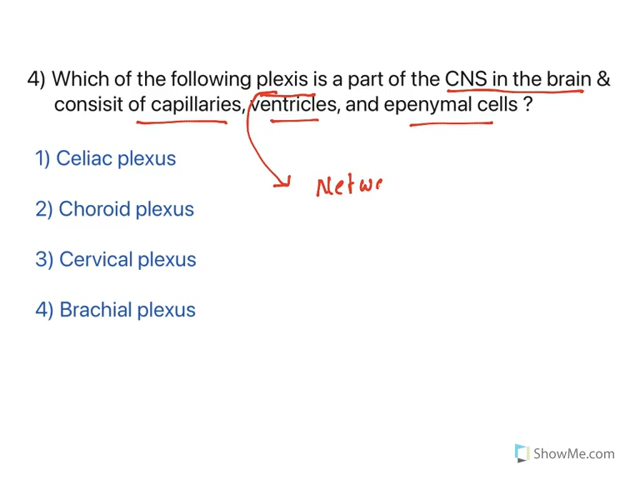 4) Which of the following plexis is a part of the CNS in the brain &
consisit of capillaries, ventricles, and epenymal cells ?
Netwo
1) Celiac plexus
2) Choroid plexus
3) Cervical plexus
4) Brachial plexus
ShowMe.com